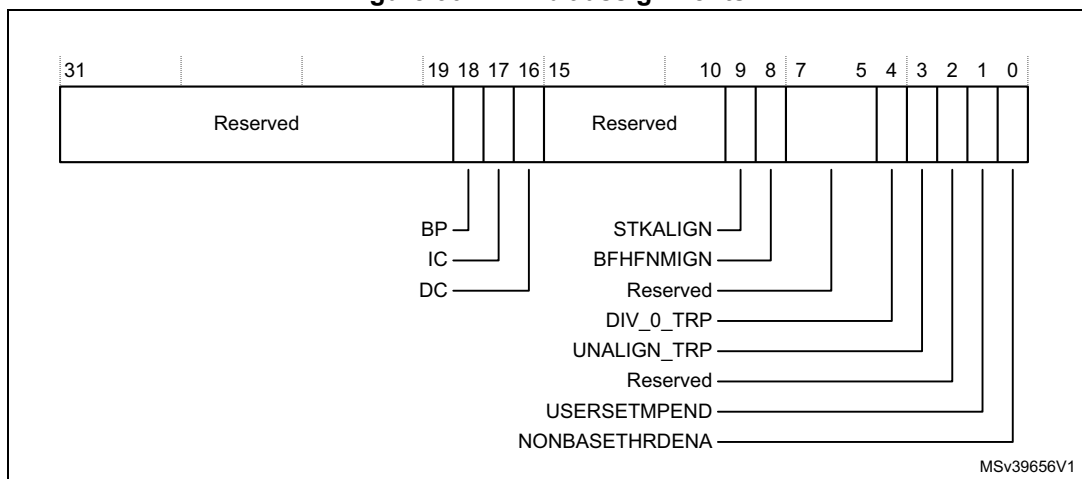 31 19 18 17 16 15 10 9 8 7 5 4 3 2 1 0
Reserved Reserved
BP STKALIGN
IC BFHFNMIGN
DC Reserved
DIV_0_TRP
UNALIGN_TRP
Reserved
USERSETMPEND
NONBASETHRDENA
MSv39656V1